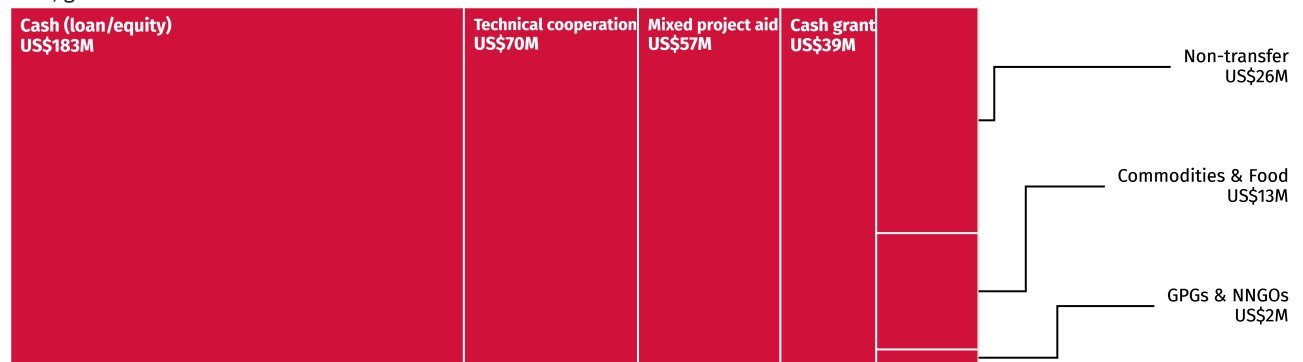 Cash (loan/equity)
US$183M
Technical cooperation
US$70M
Mixed project aid
US$57M
Cash grant
US$39M
Non-transfer
US$26M
Commodities & Food
US$13M
GPGs & NNGOs
US$2M